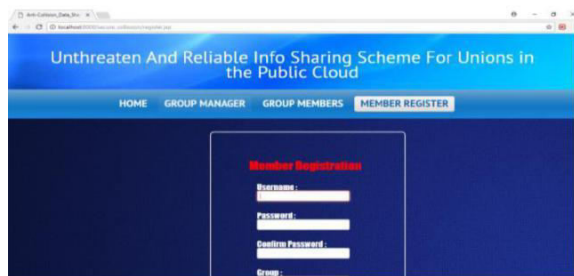 Unthreaten And Reliable Info Sharing Scheme For Unions in
the Public Cloud
HOME GROUP MANAGER GROUP MEMBERS MEMBER REGISTER
Member Registration
Username :
Password :
Confirm Password :
Group :